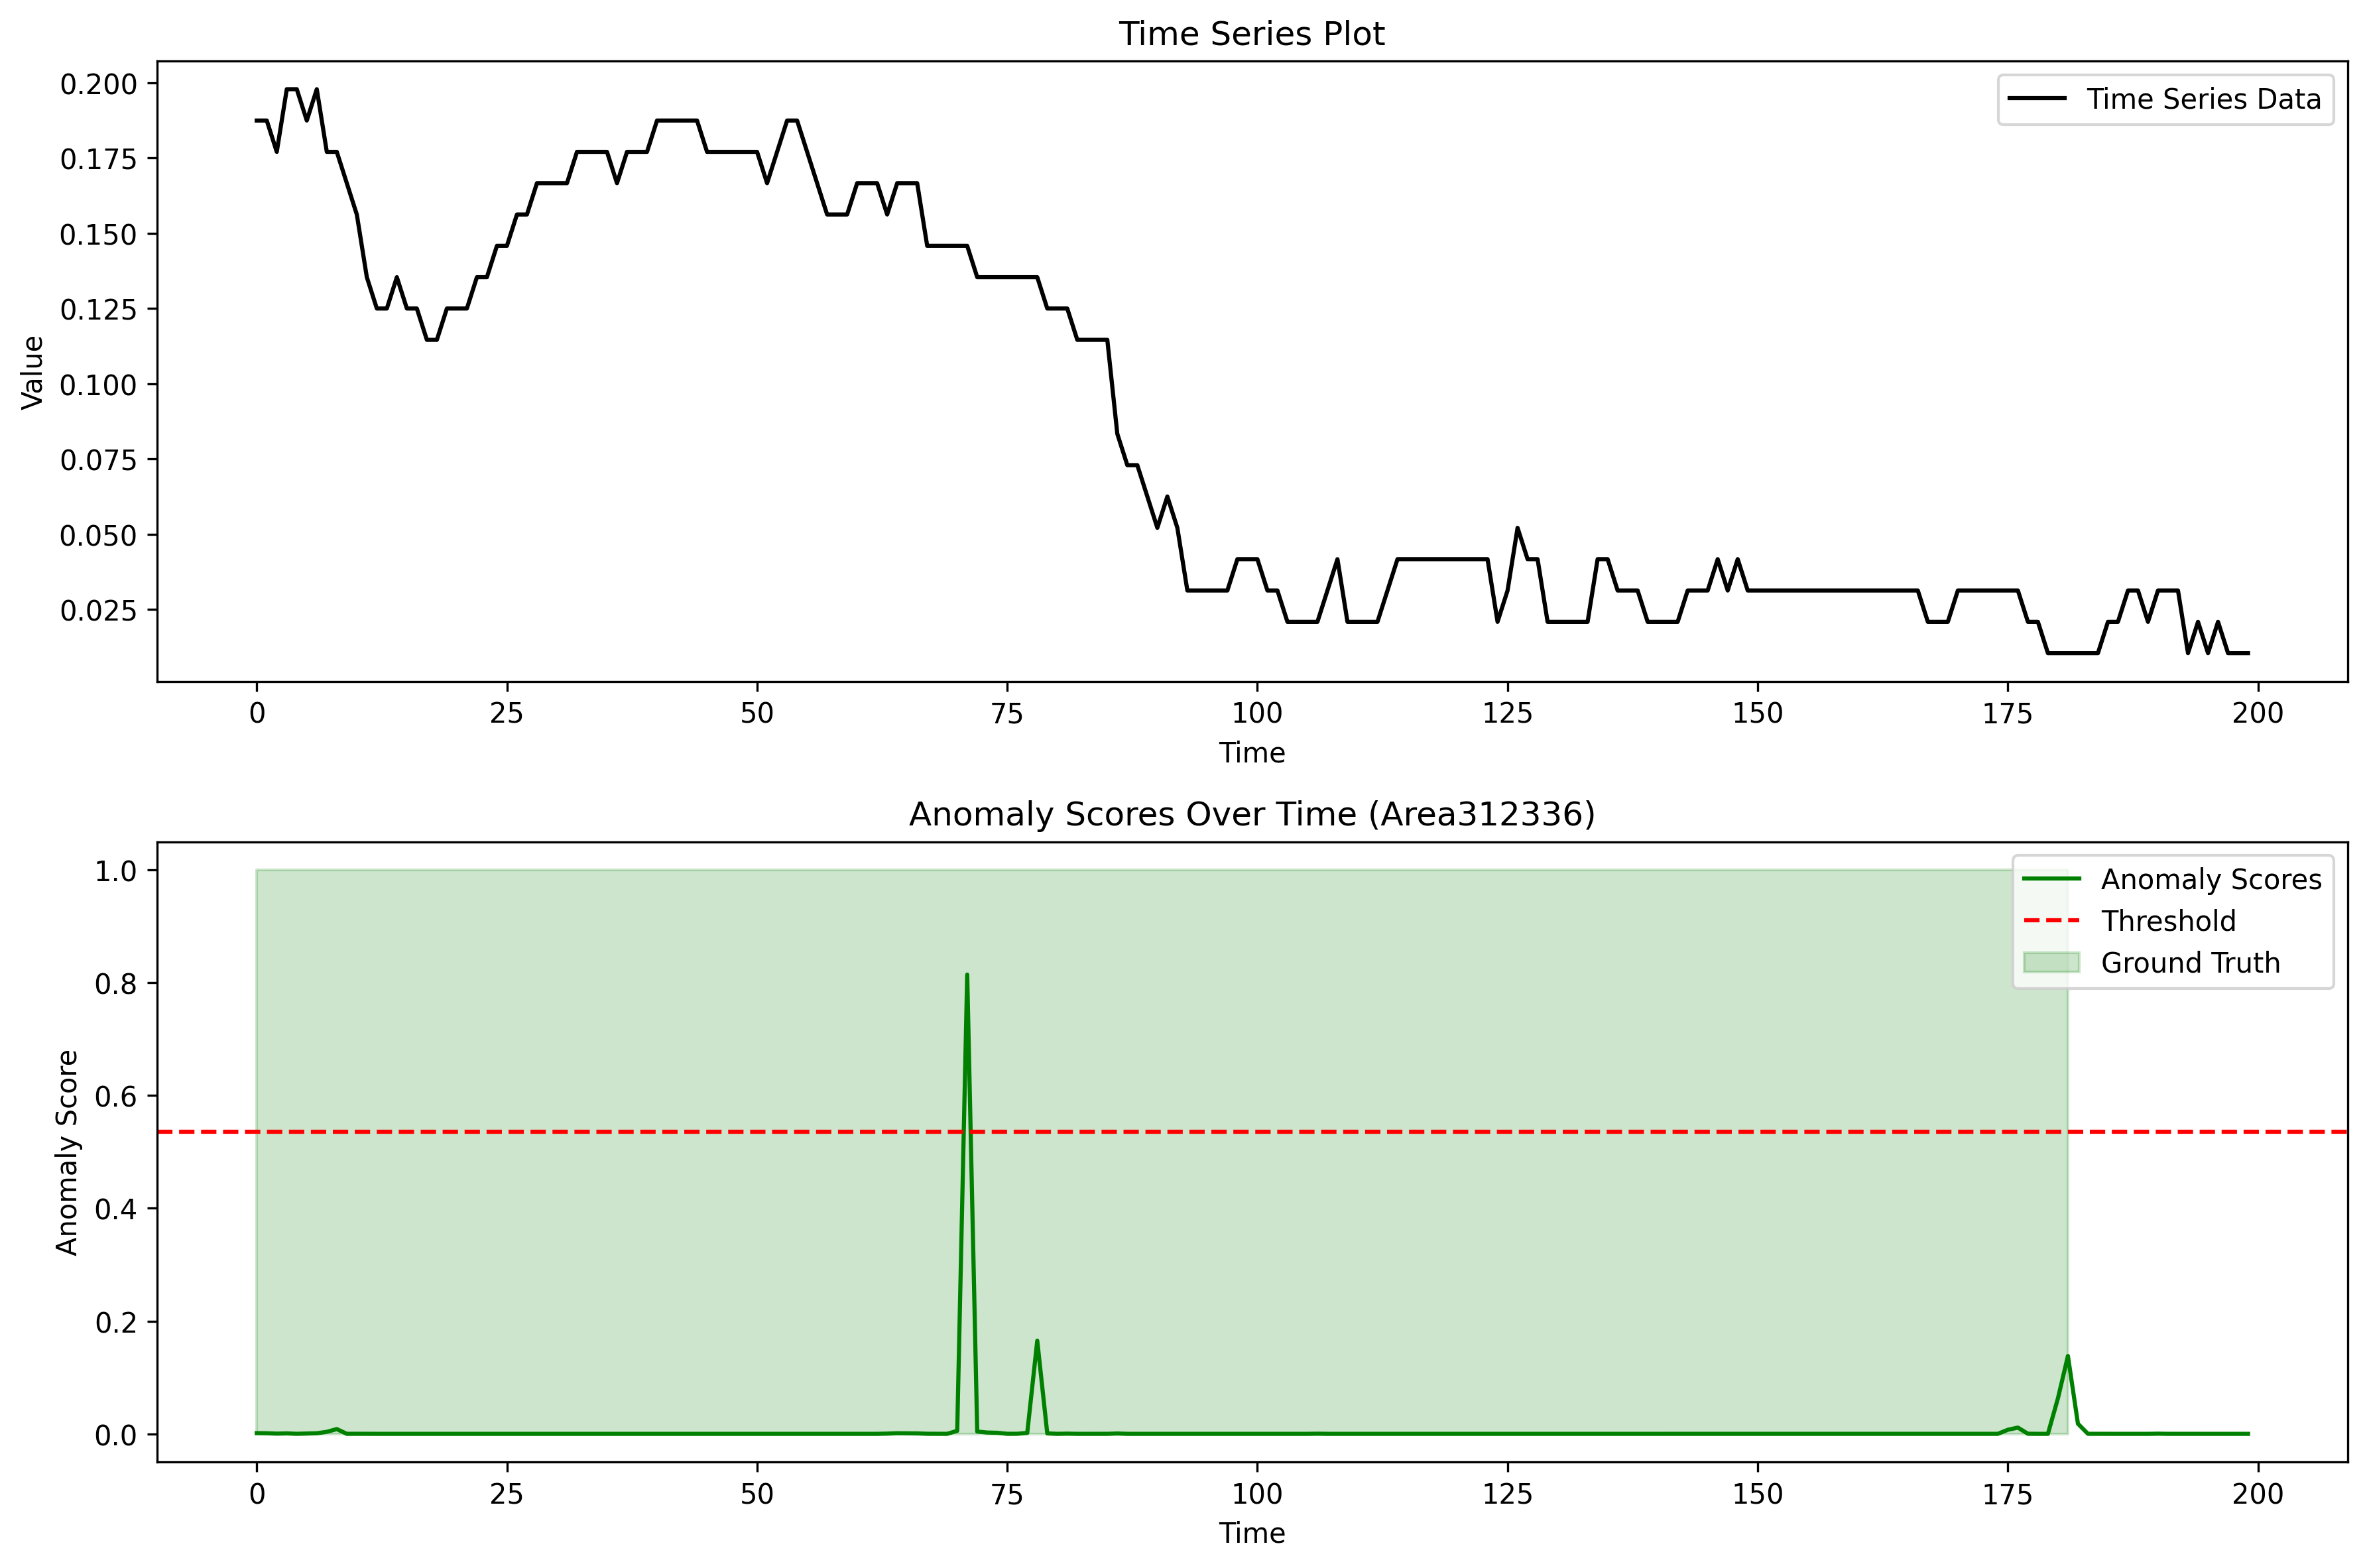 Time Series Plot
Time Series Data
Value
0.200
0.175
0.150
0.125
0.100
0.075
0.050
0.025
0 25 50 75 100 125 150 175 200
Time
Anomaly Scores Over Time (Area312336)
Anomaly Scores
Threshold
Ground Truth
Anomaly Score
1.0
0.8
0.6
0.4
0.2
0.0
0 25 50 75 100 125 150 175 200
Time